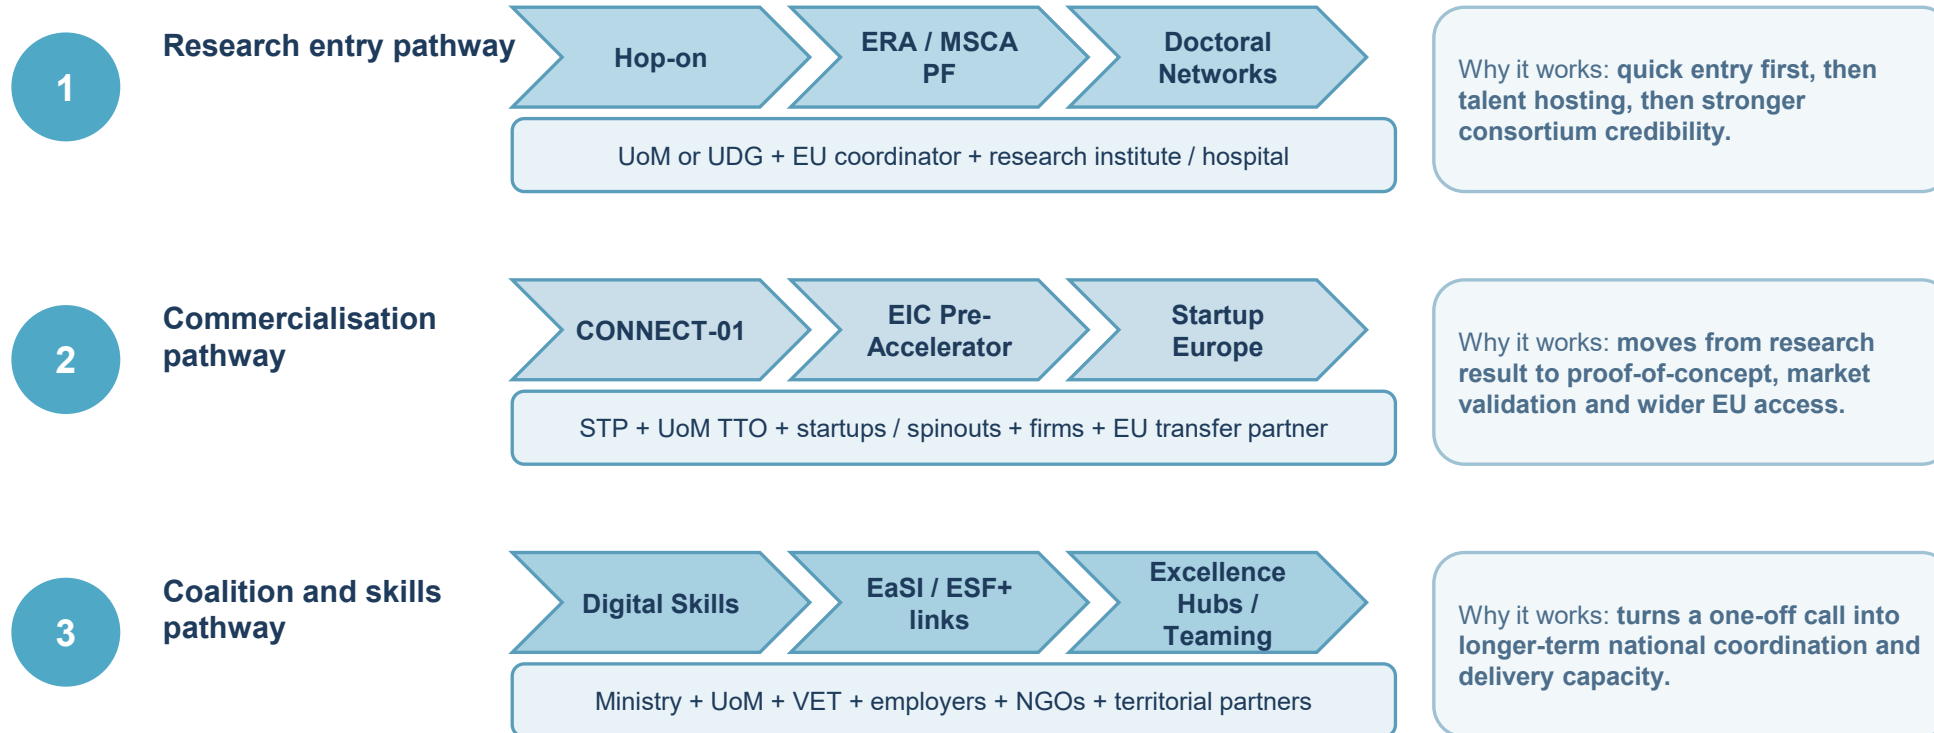 1
Research entry pathway
Hop-on
ERA / MSCA
PF
Doctoral
Networks
UoM or UDG + EU coordinator + research institute / hospital
Why it works: quick entry first, then
talent hosting, then stronger
consortium credibility.
2
Commercialisation
pathway
CONNECT-01
EIC Pre-
Accelerator
Startup
Europe
STP + UoM TTO + startups / spinouts + firms + EU transfer partner
Why it works: moves from research
result to proof-of-concept, market
validation and wider EU access.
3
Coalition and skills
pathway
Digital Skills
EaSI / ESF+
links
Excellence
Hubs /
Teaming
Ministry + UoM + VET + employers + NGOs + territorial partners
Why it works: turns a one-off call into
longer-term national coordination and
delivery capacity.